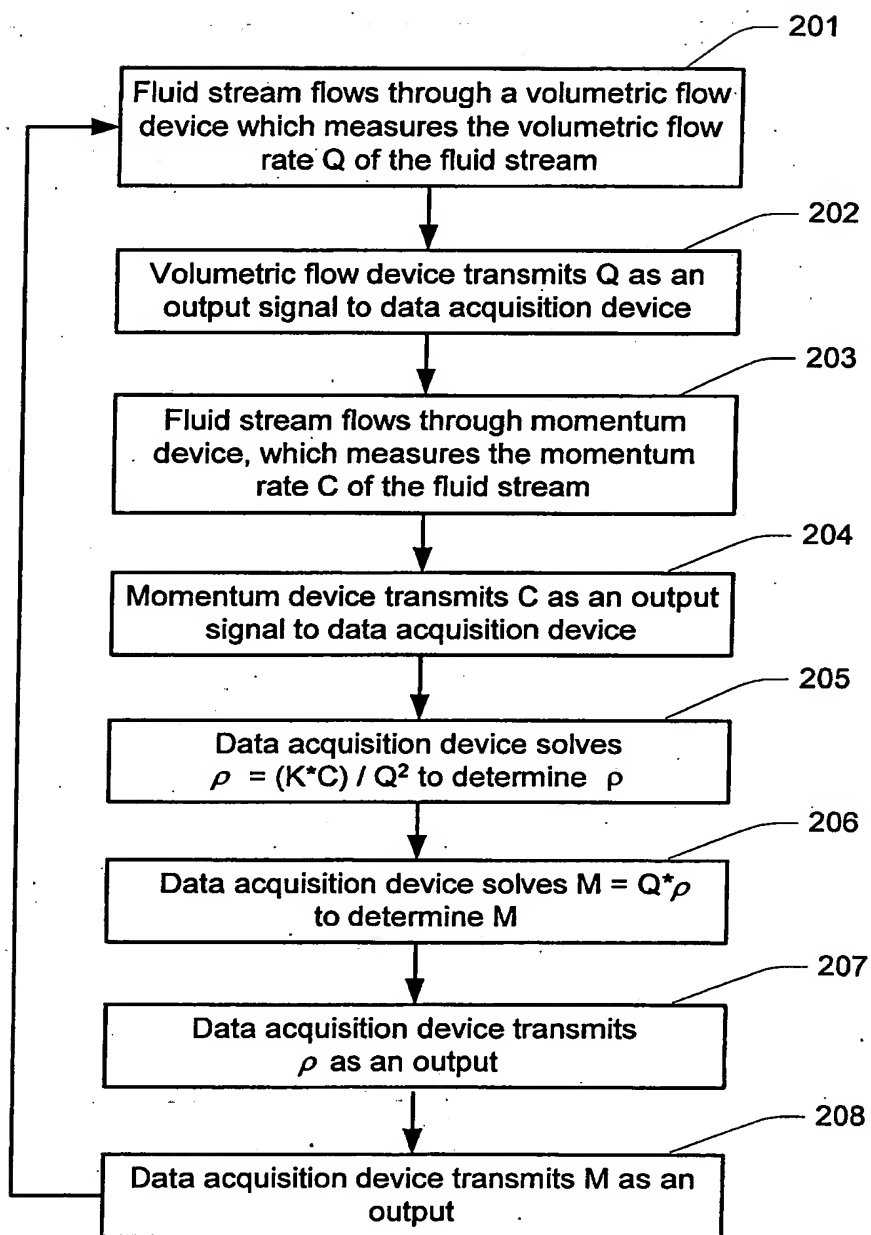 201
Fluid stream flows through a volumetric flow
device which measures the volumetric flow
rate Q of the fluid stream
202
Volumetric flow device transmits Q as an
output signal to data acquisition device
203
Fluid stream flows through momentum
device, which measures the momentum
rate C of the fluid stream
204
Momentum device transmits C as an output
signal to data acquisition device
205
Data acquisition device solves
ρ = (K*C) / Q² to determine ρ
206
Data acquisition device solves M = Q*ρ
to determine M
207
Data acquisition device transmits
ρ as an output
208
Data acquisition device transmits M as an
output